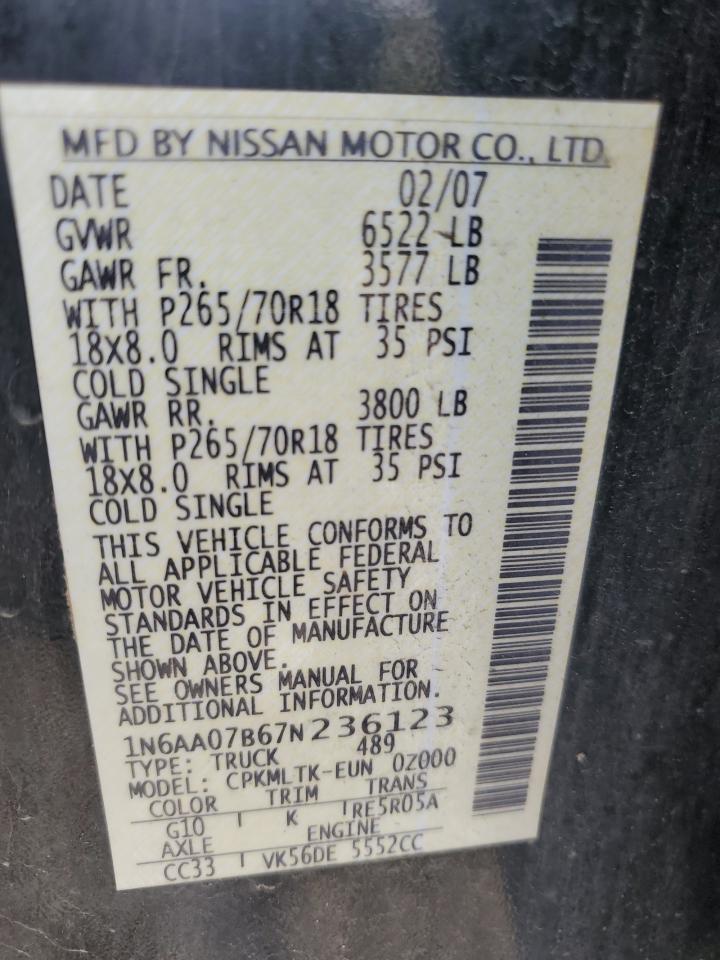 MFD BY NISSAN MOTOR CO., LTD.
DATE 02/07
GVWR 6522 LB
GAWR FR. 3577 LB
WITH P265/70R18 TIRES
18X8.0 RIMS AT 35 PSI
COLD SINGLE
GAWR RR. 3800 LB
WITH P265/70R18 TIRES
18X8.0 RIMS AT 35 PSI
COLD SINGLE
THIS VEHICLE CONFORMS TO
ALL APPLICABLE FEDERAL
MOTOR VEHICLE SAFETY
STANDARDS IN EFFECT ON
THE DATE OF MANUFACTURE
SHOWN ABOVE.
SEE OWNERS MANUAL FOR
ADDITIONAL INFORMATION.
1N6AA07B67N236123
TYPE: TRUCK 489
MODEL: CPKMLTK-EUN 0Z000
COLOR TRIM TRANS
G10 K RE5R05A
AXLE ENGINE
CC33 VK56DE 5552CC